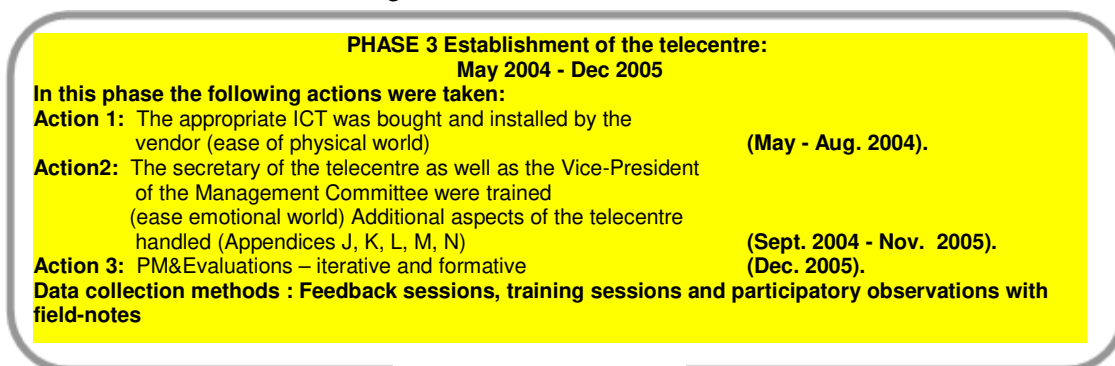 PHASE 3 Establishment of the telecentre:
May 2004 - Dec 2005
In this phase the following actions were taken:
Action 1: The appropriate ICT was bought and installed by the
vendor (ease of physical world) (May - Aug. 2004).
Action2: The secretary of the telecentre as well as the Vice-President
of the Management Committee were trained
(ease emotional world) Additional aspects of the telecentre
handled (Appendices J, K, L, M, N) (Sept. 2004 - Nov. 2005).
Action 3: PM&Evaluations – iterative and formative (Dec. 2005).
Data collection methods : Feedback sessions, training sessions and participatory observations with
field-notes